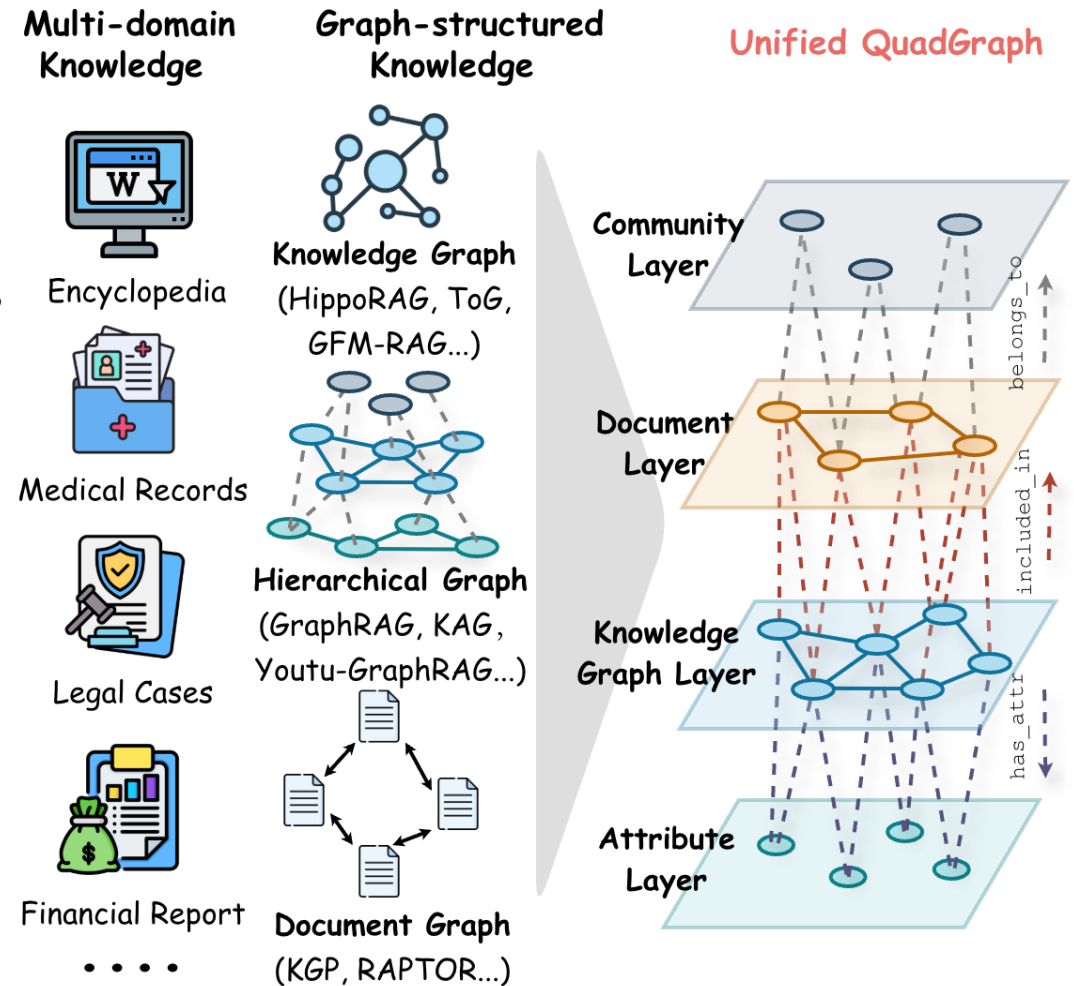 Multi-domain
Knowledge
W
Encyclopedia
Medical Records
Legal Cases
$
Financial Report
....
Graph-structured
Knowledge
Knowledge Graph
(HippoRAG, ToG,
GFM-RAG...)
Hierarchical Graph
(GraphRAG, KAG,
Youtu-GraphRAG...)
Document Graph
(KGP, RAPTOR...)
Unified QuadGraph
Community
Layer
belongs_to
Document
Layer
included_in
Knowledge
Graph Layer
has_attr
Attribute
Layer